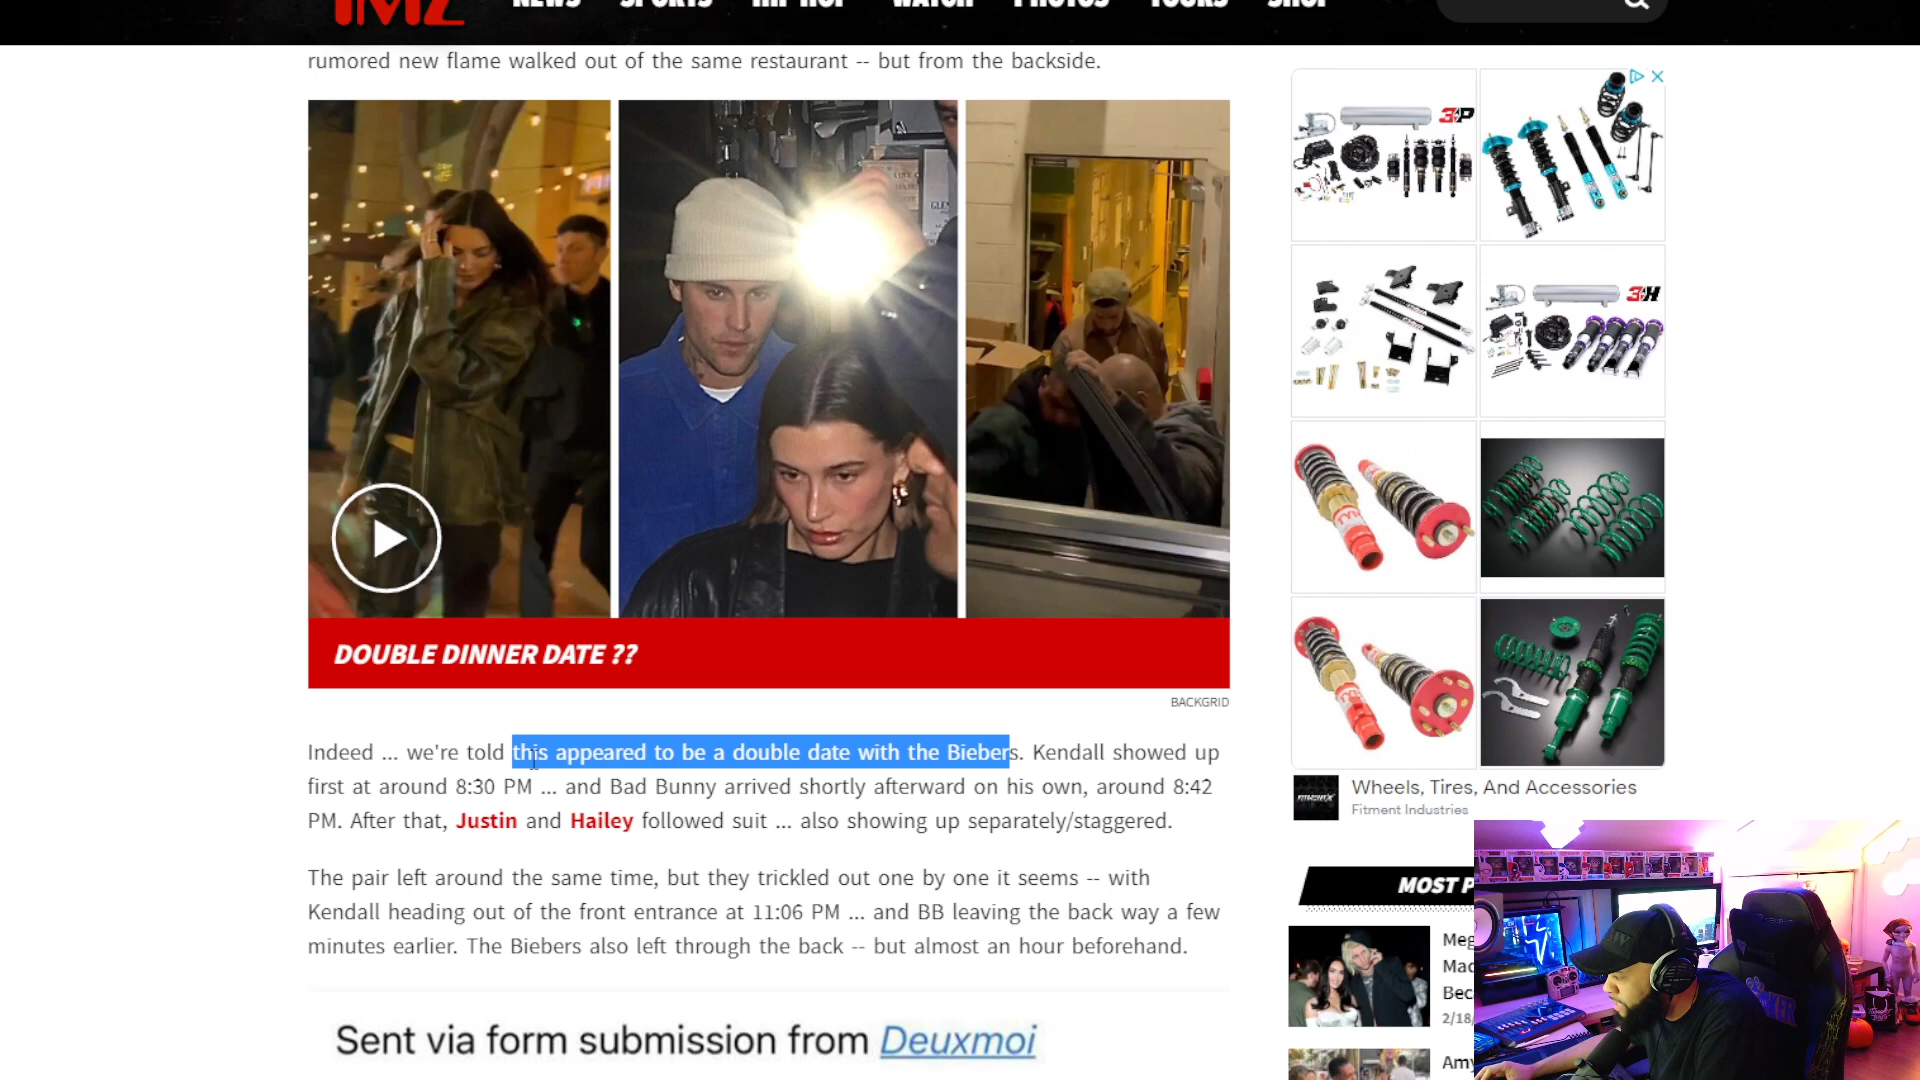 TMZ
NEWS SPORTS HIP HOP WATCH PHOTOS TOURS SHOP
rumored new flame walked out of the same restaurant -- but from the backside.
3P
3H
DOUBLE DINNER DATE ??
BACKGRID
Indeed ... we're told this appeared to be a double date with the Biebers. Kendall showed up
first at around 8:30 PM ... and Bad Bunny arrived shortly afterward on his own, around 8:42
PM. After that, Justin and Hailey followed suit ... also showing up separately/staggered.
The pair left around the same time, but they trickled out one by one it seems -- with
Kendall heading out of the front entrance at 11:06 PM ... and BB leaving the back way a few
minutes earlier. The Biebers also left through the back -- but almost an hour beforehand.
Sent via form submission from Deuxmoi
Wheels, Tires, And Accessories
Fitment Industries
MOST P
Meg
Mac
Bec
2/18/
Amy